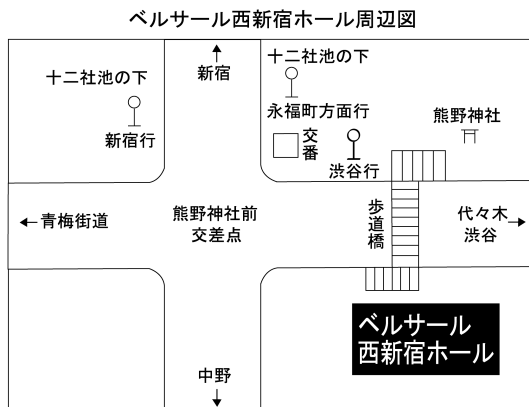 ベルサール西新宿ホール周辺図
↑
新宿
十二社池の下
新宿行
十二社池の下
永福町方面行
交番
渋谷行
熊野神社
←青梅街道
熊野神社前
交差点
歩道橋
代々木
渋谷→
ベルサール
西新宿ホール
中野
↓